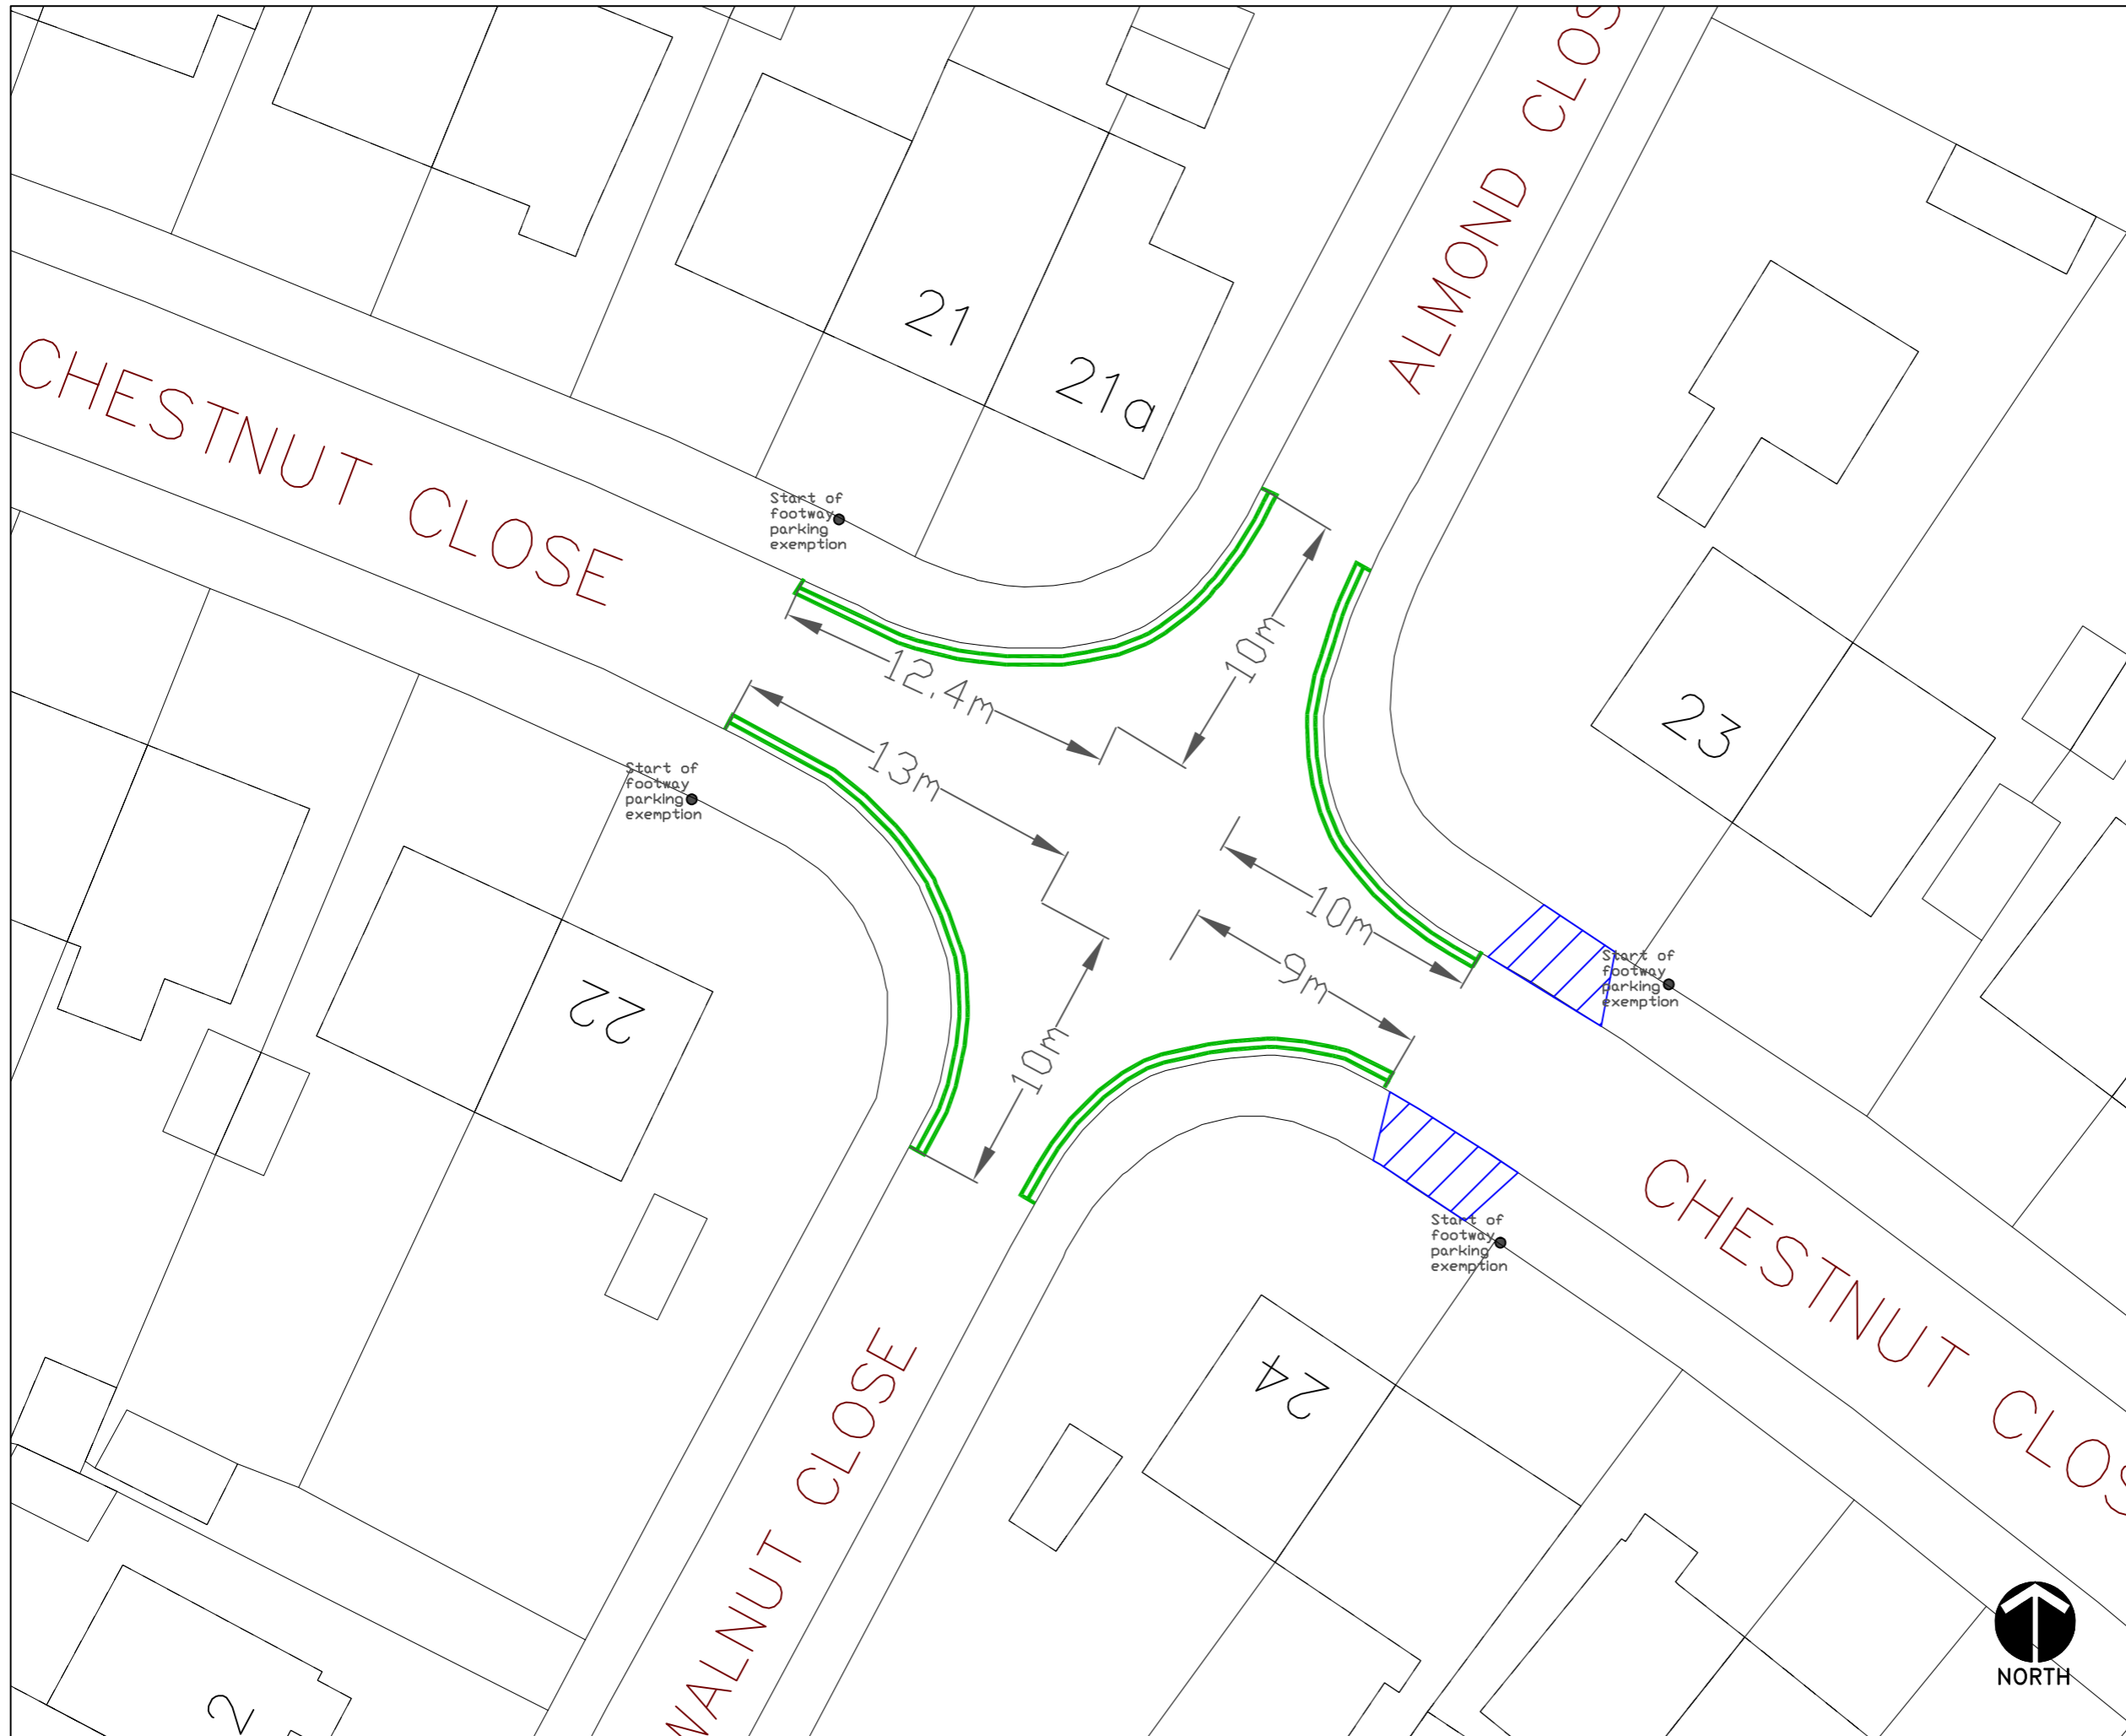 ALMOND CLOS
CHESTNUT CLOSE
21
21a
Start of
footway
parking
exemption
10m
12.4m
13m
23
Start of
footway
parking
exemption
10m
9m
Start of
footway
parking
exemption
22
10m
CHESTNUT CLOS
Start of
footway
parking
exemption
24
WALNUT CLOSE
2
NORTH